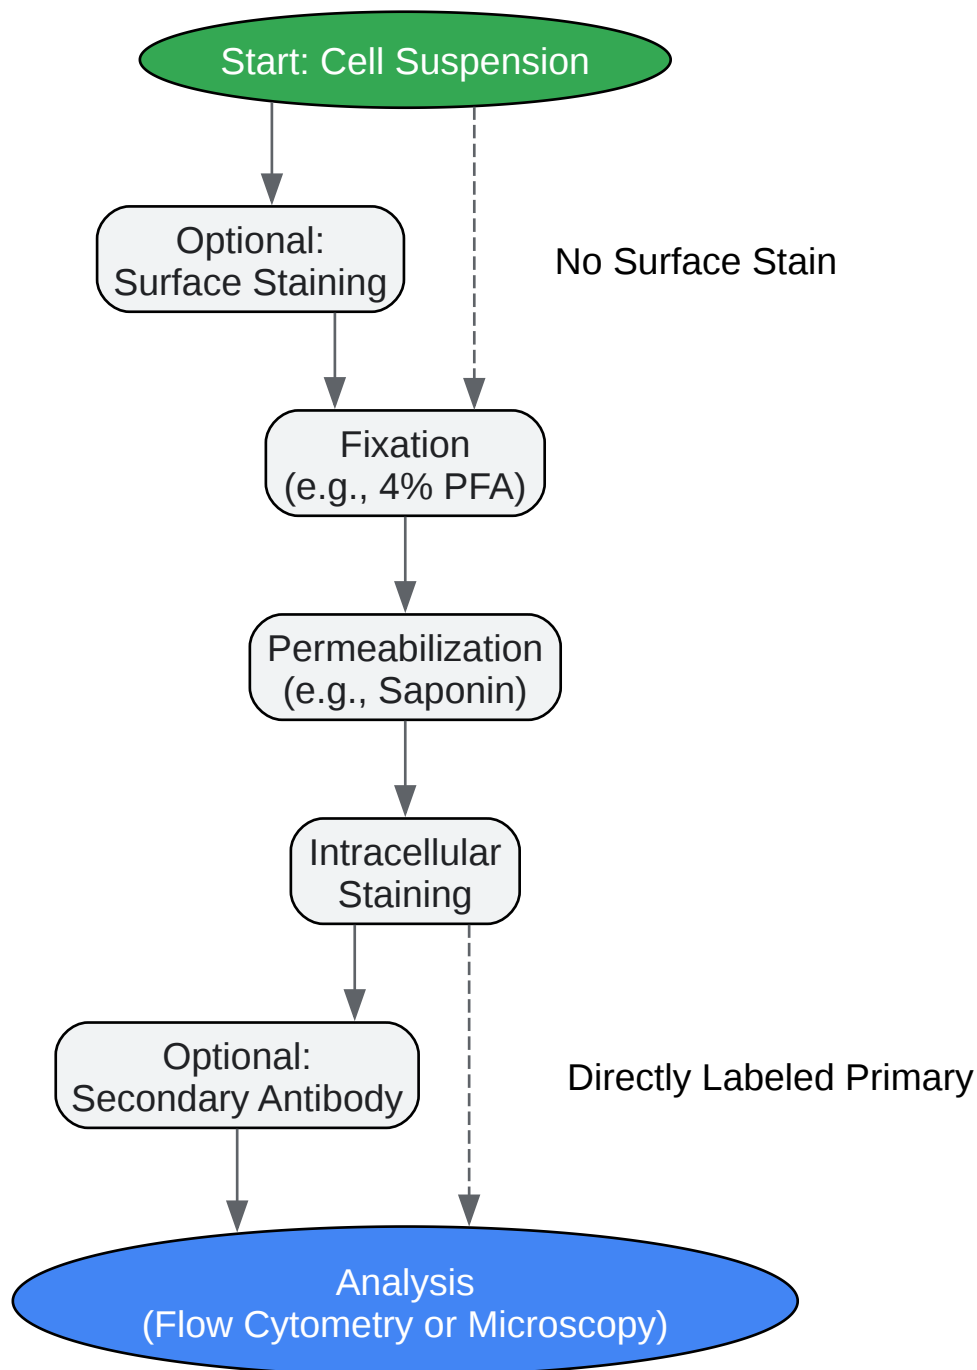 Start: Cell Suspension
Optional:
Surface Staining
No Surface Stain
Fixation
(e.g., 4% PFA)
Permeabilization
(e.g., Saponin)
Intracellular
Staining
Optional:
Secondary Antibody
Directly Labeled Primary
Analysis
(Flow Cytometry or Microscopy)